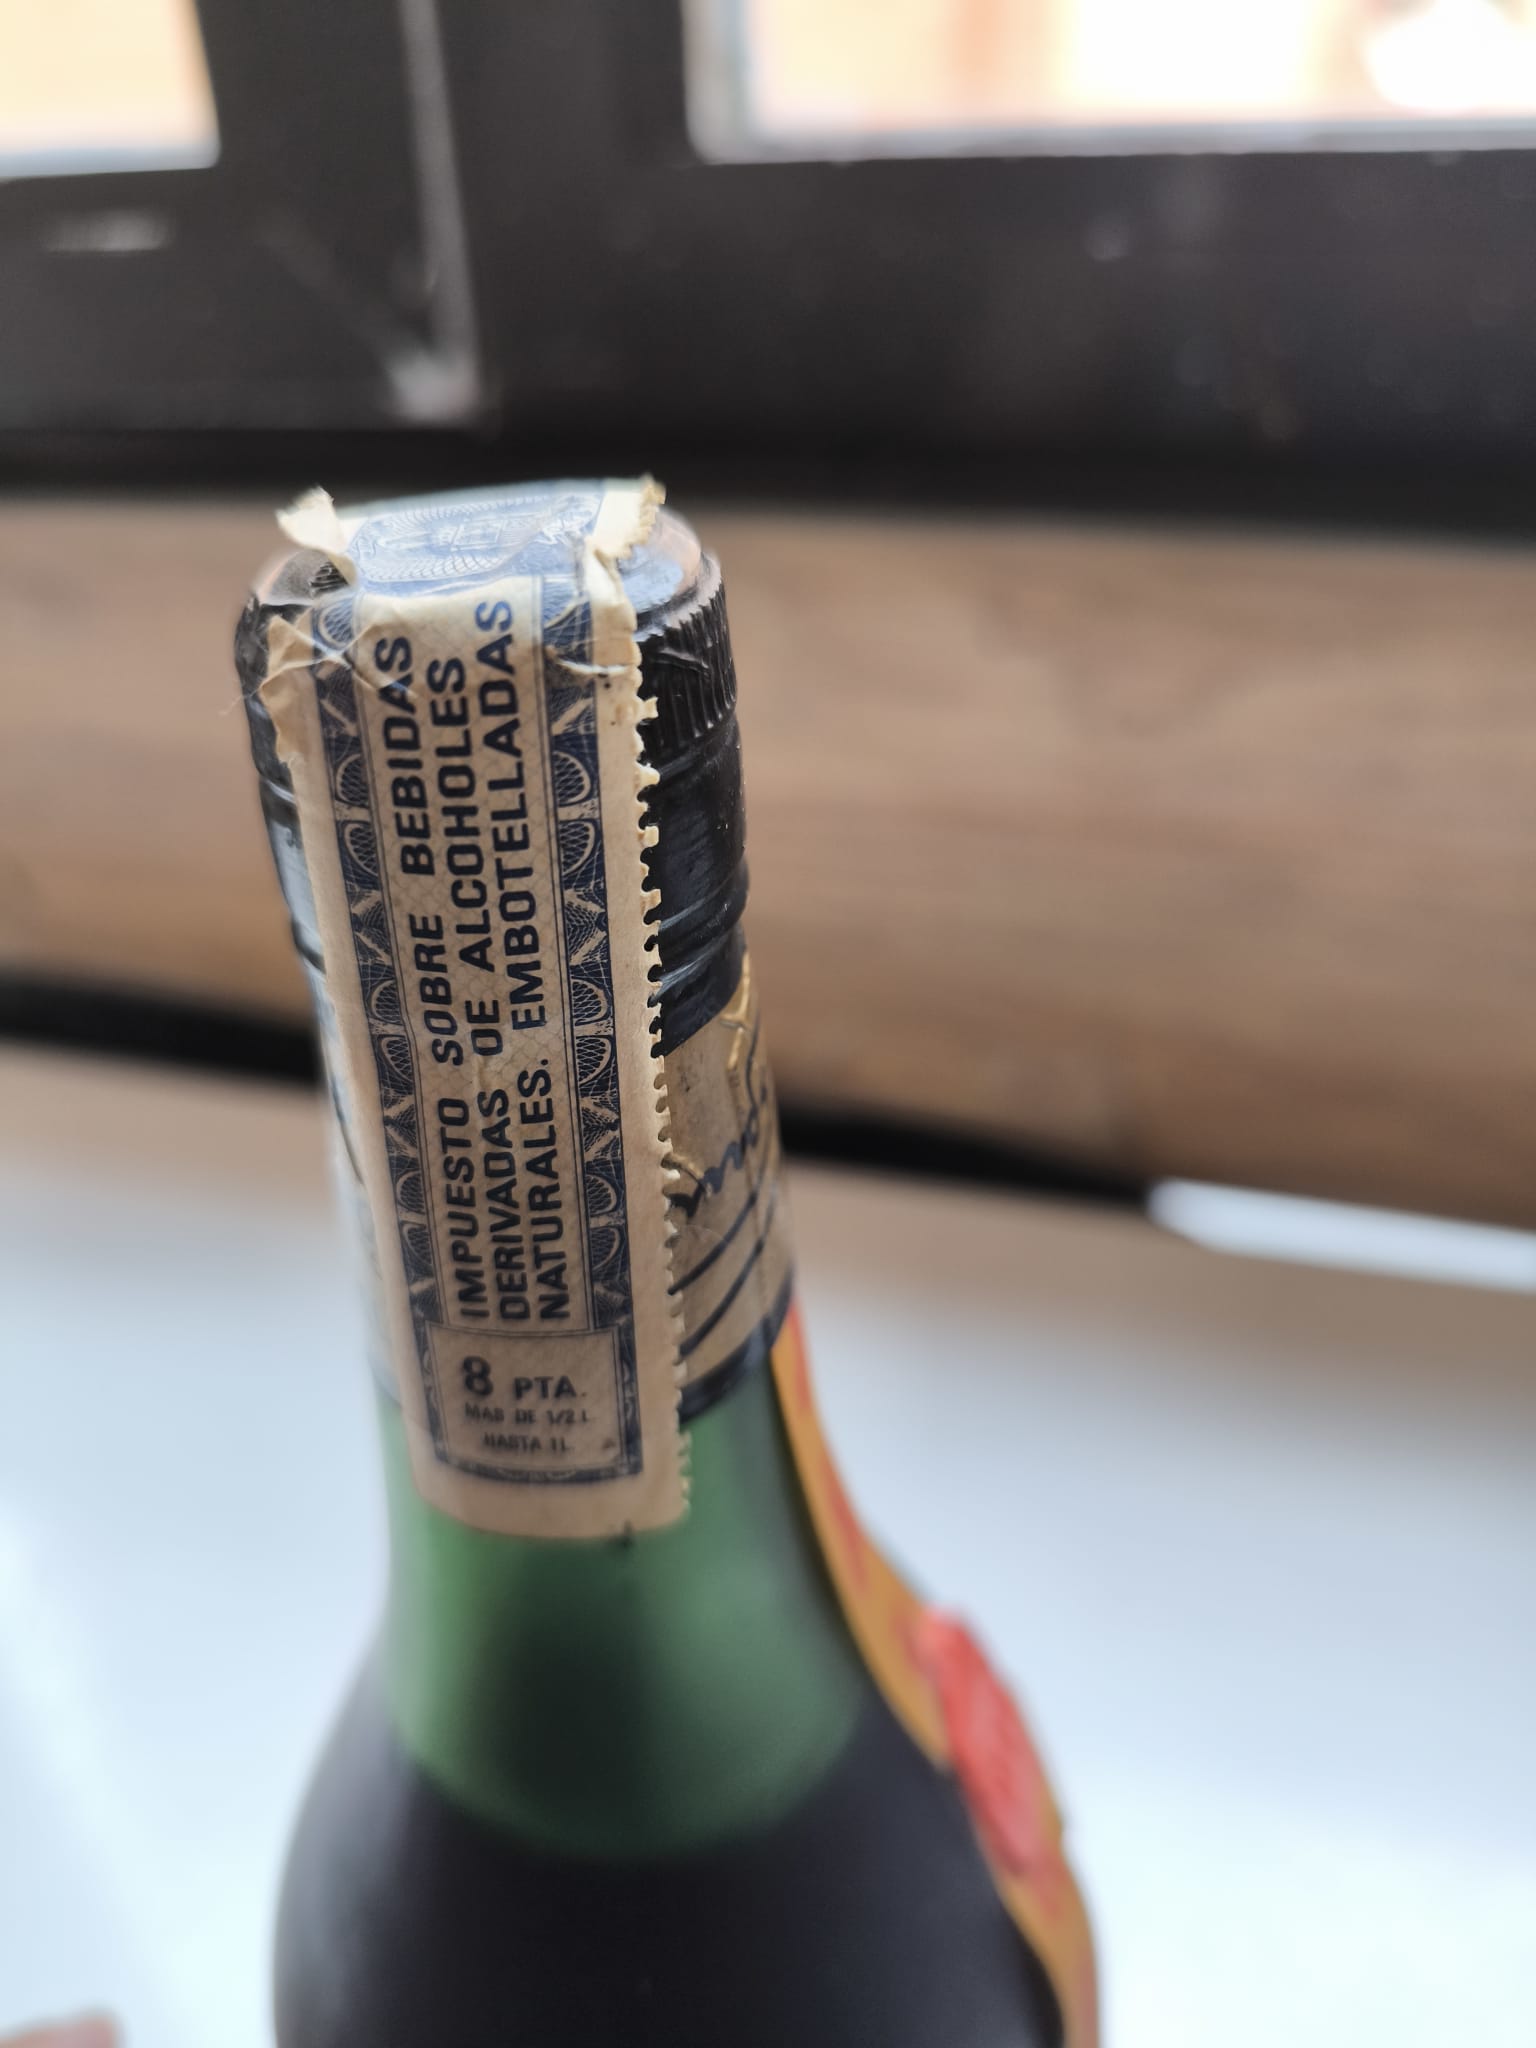 IMPUESTO SOBRE BEBIDAS
DERIVADAS DE ALCOHOLES
NATURALES. EMBOTELLADAS
8 PTA.
MAS DE 1/2 L.
HASTA 1L.